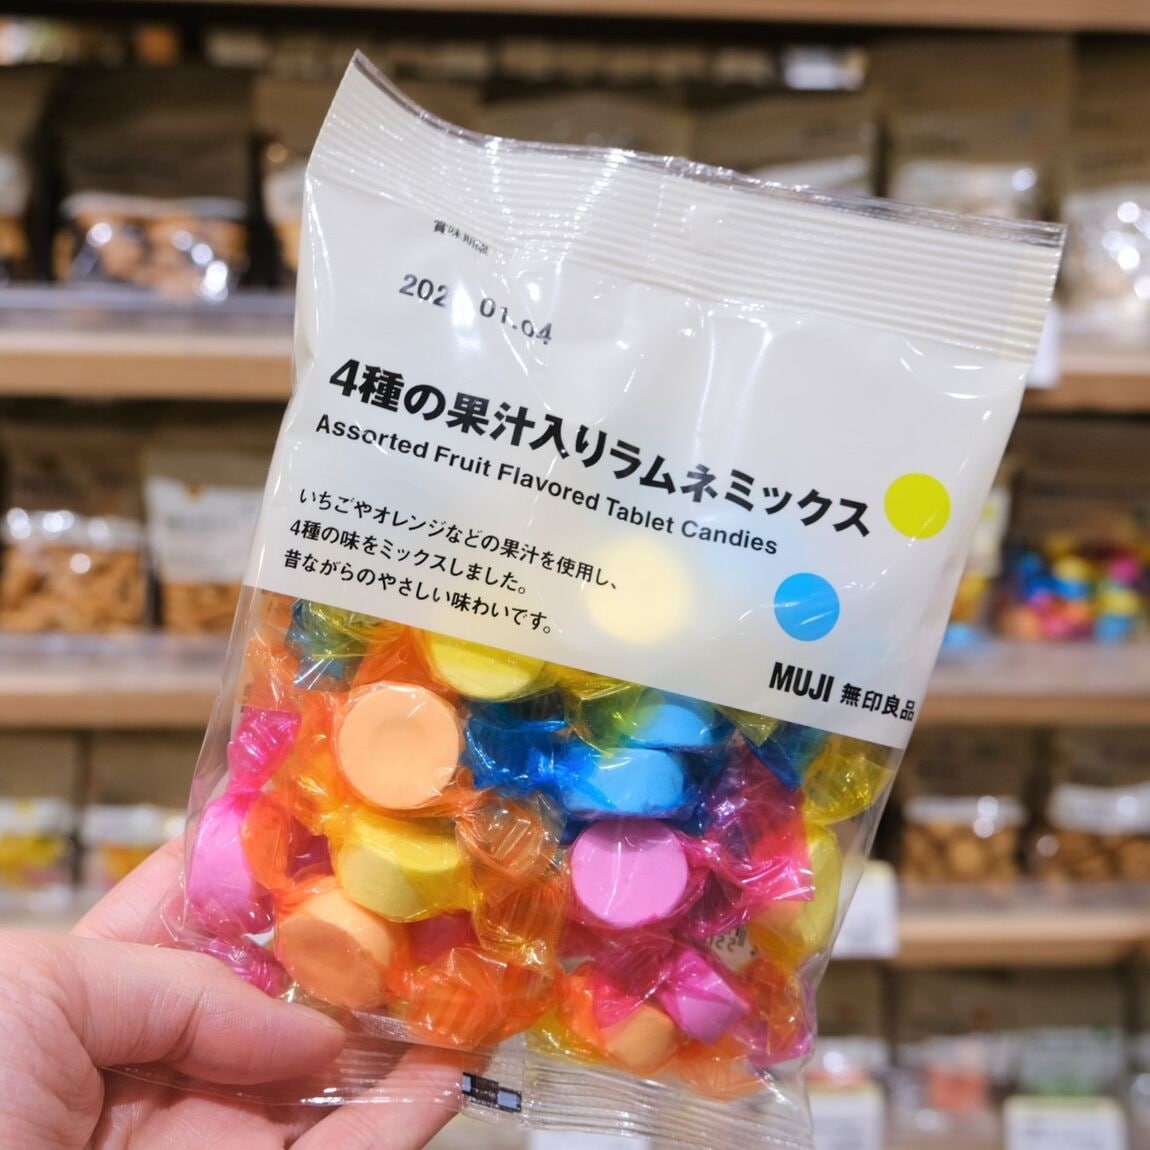 賞味期限
01.04
4種の果汁入りラムネミックス
Assorted Fruit Flavored Tablet Candies
いちごやオレンジなどの果汁を使用し、
4種の味をミックスしました。
昔ながらのやさしい味わいです。
MUJI 無印良品